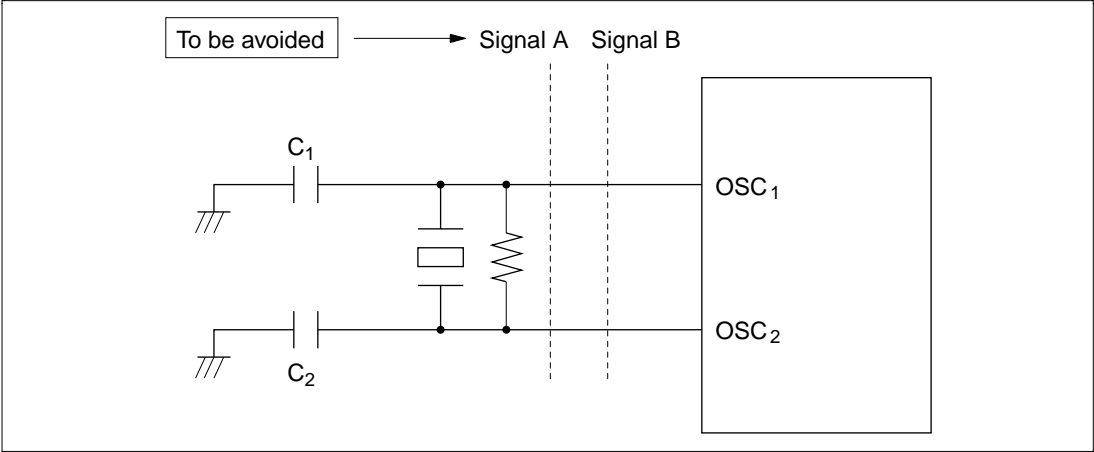 To be avoided
Signal A
Signal B
C1
OSC1
OSC2
C2